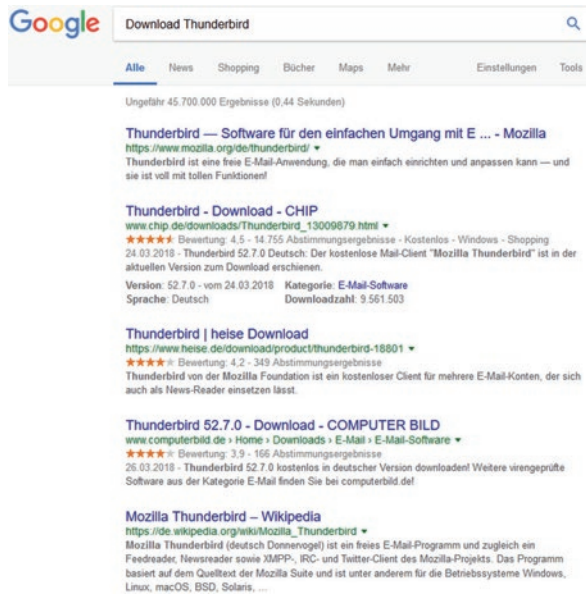 Google
Download Thunderbird
Alle News Shopping Bücher Maps Mehr Einstellungen Tools
Ungefähr 45.700.000 Ergebnisse (0,44 Sekunden)
Thunderbird — Software für den einfachen Umgang mit E ... - Mozilla
https://www.mozilla.org/de/thunderbird/
Thunderbird ist eine freie E-Mail-Anwendung, die man einfach einrichten und anpassen kann — und
sie ist voll mit tollen Funktionen!
Thunderbird - Download - CHIP
www.chip.de/downloads/Thunderbird_13009879.html
Bewertung: 4,5 - 14.755 Abstimmungsergebnisse - Kostenlos - Windows - Shopping
24.03.2018 - Thunderbird 52.7.0 Deutsch: Der kostenlose Mail-Client "Mozilla Thunderbird" ist in der
aktuellen Version zum Download erschienen.
Version: 52.7.0 - vom 24.03.2018 Kategorie: E-Mail-Software
Sprache: Deutsch Downloadzahl: 9.561.503
Thunderbird | heise Download
https://www.heise.de/download/product/thunderbird-18801
Bewertung: 4,2 - 349 Abstimmungsergebnisse
Thunderbird von der Mozilla Foundation ist ein kostenloser Client für mehrere E-Mail-Konten, der sich
auch als News-Reader einsetzen lässt.
Thunderbird 52.7.0 - Download - COMPUTER BILD
www.computerbild.de › Home › Downloads › E-Mail › E-Mail-Software
Bewertung: 3,9 - 166 Abstimmungsergebnisse
26.03.2018 - Thunderbird 52.7.0 kostenlos in deutscher Version downloaden! Weitere virengeprüfte
Software aus der Kategorie E-Mail finden Sie bei computerbild.de!
Mozilla Thunderbird – Wikipedia
https://de.wikipedia.org/wiki/Mozilla_Thunderbird
Mozilla Thunderbird (deutsch Donnervogel) ist ein freies E-Mail-Programm und zugleich ein
Feedreader, Newsreader sowie XMPP-, IRC- und Twitter-Client des Mozilla-Projekts. Das Programm
basiert auf dem Quelltext der Mozilla Suite und ist unter anderem für die Betriebssysteme Windows,
Linux, macOS, BSD, Solaris, ...